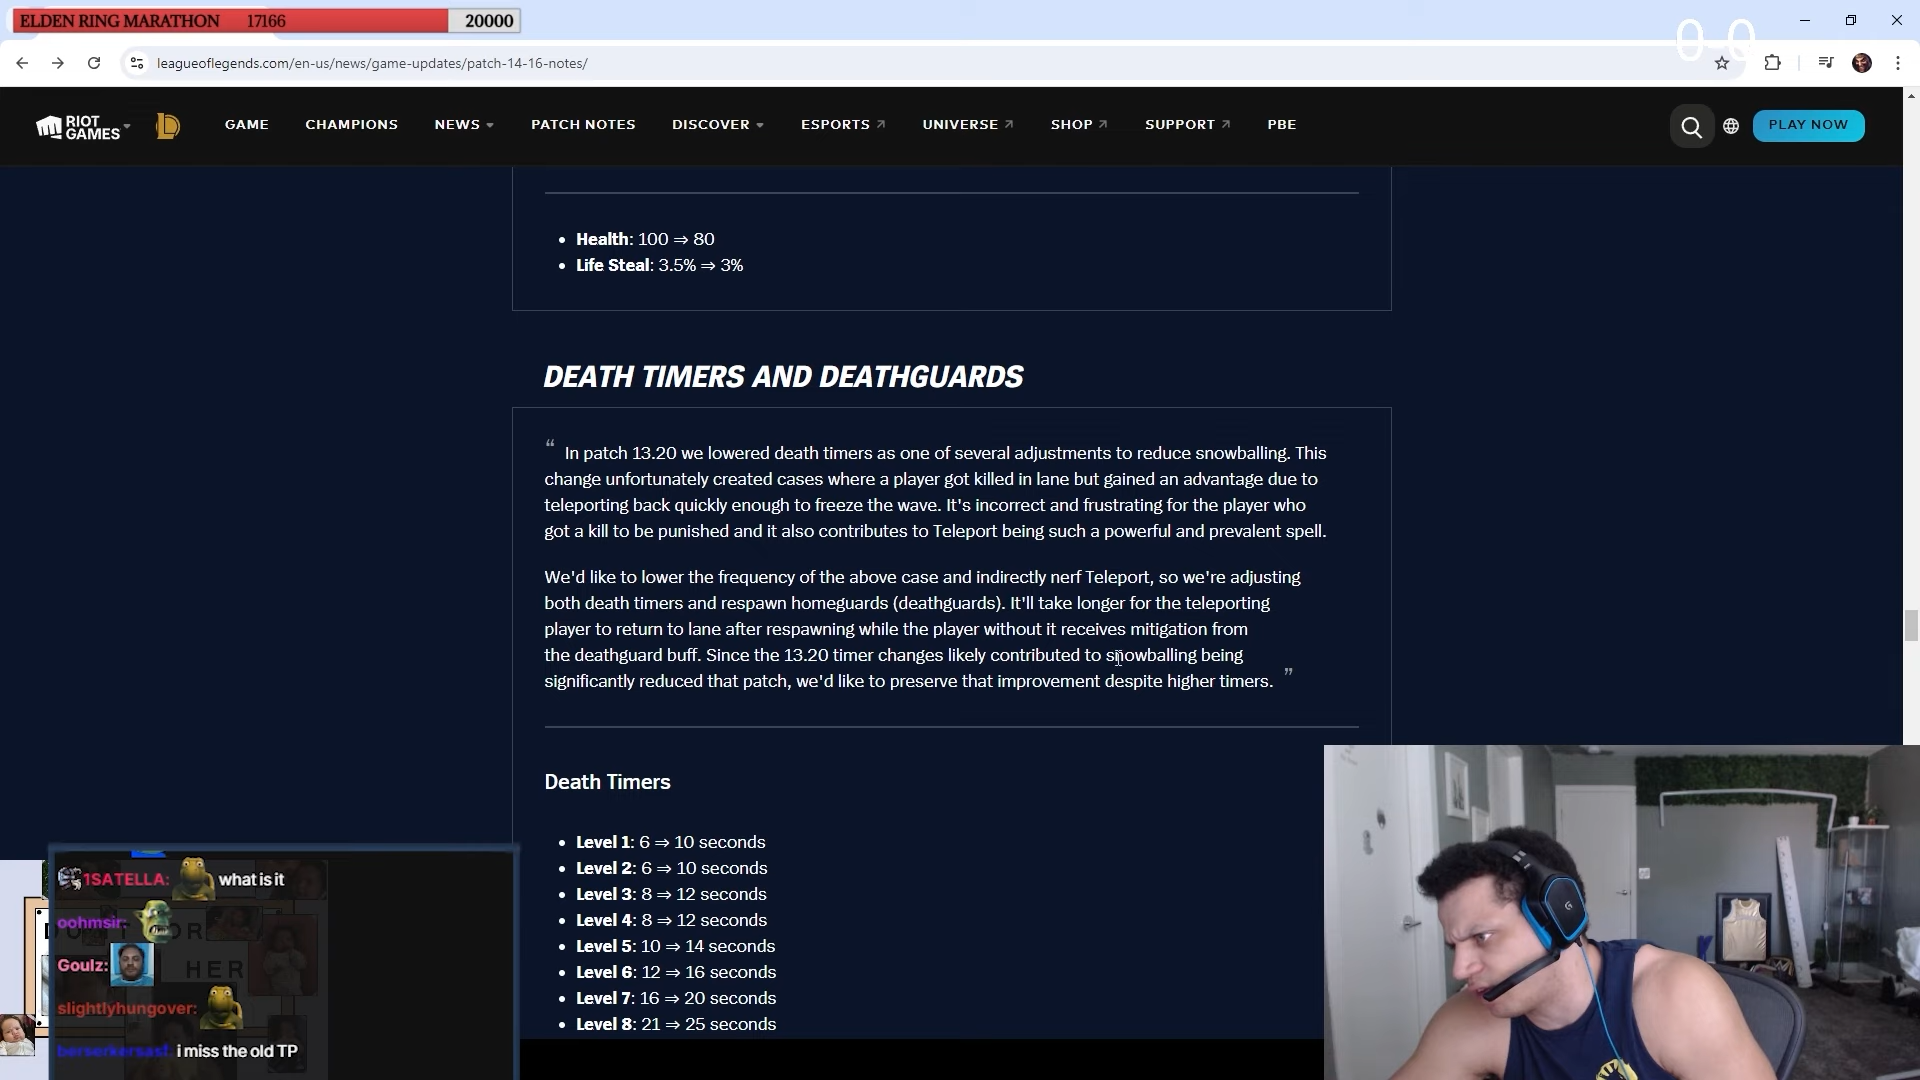 ELDEN RING MARATHON 17166 20000
0-0
leagueoflegends.com/en-us/news/game-updates/patch-14-16-notes/
RIOT GAMES GAME CHAMPIONS NEWS PATCH NOTES DISCOVER ESPORTS UNIVERSE SHOP SUPPORT PBE PLAY NOW
• Health: 100 ⇒ 80
• Life Steal: 3.5% ⇒ 3%
DEATH TIMERS AND DEATHGUARDS
“ In patch 13.20 we lowered death timers as one of several adjustments to reduce snowballing. This
change unfortunately created cases where a player got killed in lane but gained an advantage due to
teleporting back quickly enough to freeze the wave. It's incorrect and frustrating for the player who
got a kill to be punished and it also contributes to Teleport being such a powerful and prevalent spell.
We'd like to lower the frequency of the above case and indirectly nerf Teleport, so we're adjusting
both death timers and respawn homeguards (deathguards). It'll take longer for the teleporting
player to return to lane after respawning while the player without it receives mitigation from
the deathguard buff. Since the 13.20 timer changes likely contributed to snowballing being
significantly reduced that patch, we'd like to preserve that improvement despite higher timers. ”
Death Timers
• Level 1: 6 ⇒ 10 seconds
• Level 2: 6 ⇒ 10 seconds
• Level 3: 8 ⇒ 12 seconds
• Level 4: 8 ⇒ 12 seconds
• Level 5: 10 ⇒ 14 seconds
• Level 6: 12 ⇒ 16 seconds
• Level 7: 16 ⇒ 20 seconds
• Level 8: 21 ⇒ 25 seconds
1SATELLA: what is it
oohmsir:
Goulz:
HER
slightlyhungover:
berserkersasf: i miss the old TP